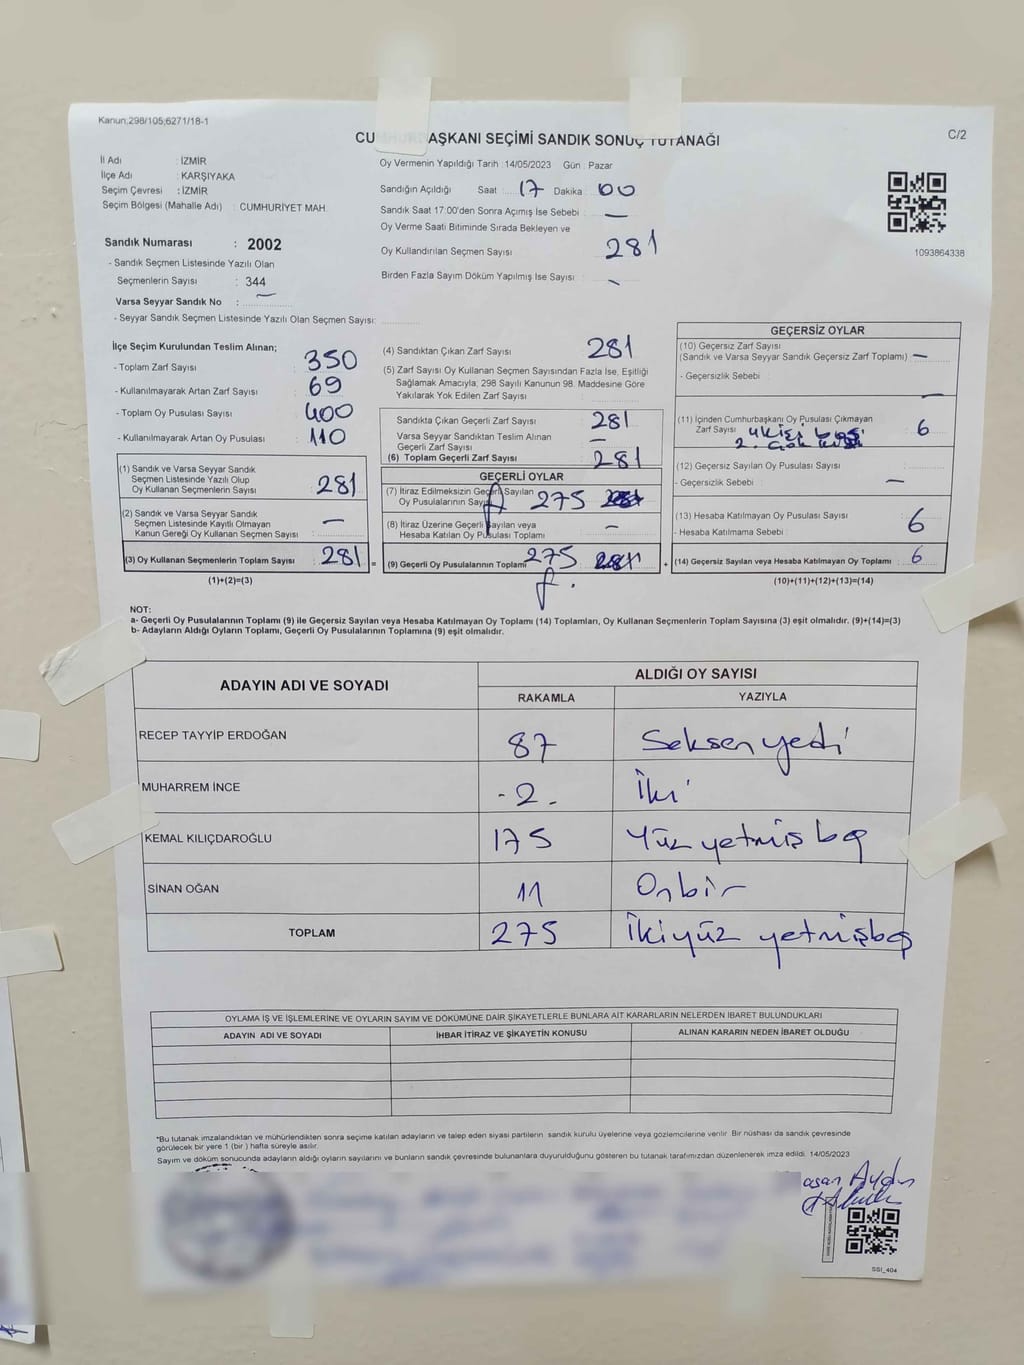 Kanun;298/105;6271/18-1
C/2
CU AŞKANI SEÇİMİ SANDIK SONUÇ TUTANAĞI
İl Adı : İZMİR
İlçe Adı : KARŞIYAKA
Seçim Çevresi : İZMİR
Seçim Bölgesi (Mahalle Adı) : CUMHURİYET MAH.
Oy Vermenin Yapıldığı Tarih :14/05/2023 Gün : Pazar
Sandığın Açıldığı Saat : 17 Dakika : 00
Sandık Saat 17:00'den Sonra Açımış İse Sebebi : —
Oy Verme Saati Bitiminde Sırada Bekleyen ve
Oy Kullandırılan Seçmen Sayısı 281
Birden Fazla Sayım Döküm Yapılmış İse Sayısı : -
1093864338
Sandık Numarası : 2002
- Sandık Seçmen Listesinde Yazılı Olan
Seçmenlerin Sayısı : 344
Varsa Seyyar Sandık No : —
- Seyyar Sandık Seçmen Listesinde Yazılı Olan Seçmen Sayısı:
İlçe Seçim Kurulundan Teslim Alınan;
- Toplam Zarf Sayısı : 350
- Kullanılmayarak Artan Zarf Sayısı : 69
- Toplam Oy Pusulası Sayısı : 400
- Kullanılmayarak Artan Oy Pusulası : 110
(1) Sandık ve Varsa Seyyar Sandık
Seçmen Listesinde Yazılı Olup
Oy Kullanan Seçmenlerin Sayısı : 281
(2) Sandık ve Varsa Seyyar Sandık
Seçmen Listesinde Kayıtlı Olmayan
Kanun Gereği Oy Kullanan Seçmen Sayısı : —
(3) Oy Kullanan Seçmenlerin Toplam Sayısı : 281
(1)+(2)=(3)
(4) Sandıktan Çıkan Zarf Sayısı : 281
(5) Zarf Sayısı Oy Kullanan Seçmen Sayısından Fazla İse, Eşitliği
Sağlamak Amacıyla; 298 Sayılı Kanunun 98. Maddesine Göre
Yakılarak Yok Edilen Zarf Sayısı :
Sandıkta Çıkan Geçerli Zarf Sayısı : 281
Varsa Seyyar Sandıktan Teslim Alınan
Geçerli Zarf Sayısı : —
(6) Toplam Geçerli Zarf Sayısı : 281
GEÇERLİ OYLAR
(7) İtiraz Edilmeksizin Geçerli Sayılan
Oy Pusulalarının Sayısı 275 281
(8) İtiraz Üzerine Geçerli Sayılan veya
Hesaba Katılan Oy Pusulası Toplamı : —
= (9) Geçerli Oy Pusulalarının Toplamı 275 281
GEÇERSİZ OYLAR
(10) Geçersiz Zarf Sayısı
(Sandık ve Varsa Seyyar Sandık Geçersiz Zarf Toplamı) : —
- Geçersizlik Sebebi :
—
(11) İçinden Cumhurbaşkanı Oy Pusulası Çıkmayan
Zarf Sayısı 4 kişi boş : 6
(12) Geçersiz Sayılan Oy Pusulası Sayısı :
- Geçersizlik Sebebi : —
(13) Hesaba Katılmayan Oy Pusulası Sayısı : 6
- Hesaba Katılmama Sebebi :
+ (14) Geçersiz Sayılan veya Hesaba Katılmayan Oy Toplamı : 6
(10)+(11)+(12)+(13)=(14)
NOT:
a- Geçerli Oy Pusulalarının Toplamı (9) ile Geçersiz Sayılan veya Hesaba Katılmayan Oy Toplamı (14) Toplamları, Oy Kullanan Seçmenlerin Toplam Sayısına (3) eşit olmalıdır. (9)+(14)=(3)
b- Adayların Aldığı Oyların Toplamı, Geçerli Oy Pusulalarının Toplamına (9) eşit olmalıdır.
ADAYIN ADI VE SOYADI
ALDIĞI OY SAYISI
RAKAMLA YAZIYLA
RECEP TAYYİP ERDOĞAN 87 Seksen yedi
MUHARREM İNCE - 2 - İki
KEMAL KILIÇDAROĞLU 175 Yüz yetmiş beş
SİNAN OĞAN 11 Onbir
TOPLAM 275 İkiyüz yetmişbeş
OYLAMA İŞ VE İŞLEMLERİNE VE OYLARIN SAYIM VE DÖKÜMÜNE DAİR ŞİKAYETLERLE BUNLARA AİT KARARLARIN NELERDEN İBARET BULUNDUKLARI
ADAYIN ADI VE SOYADI İHBAR İTİRAZ VE ŞİKAYETİN KONUSU ALINAN KARARIN NEDEN İBARET OLDUĞU
*Bu tutanak imzalandıktan ve mühürlendikten sonra seçime katılan adayların ve talep eden siyasi partilerin sandık kurulu üyelerine veya gözlemcilerine verilir. Bir nüshası da sandık çevresinde
görülecek bir yere 1 (bir) hafta süreyle asılır.
Sayım ve döküm sonucunda adayların aldığı oyların sayılarını ve bunların sandık çevresinde bulunanlara duyurulduğunu gösteren bu tutanak tarafımızdan düzenlenerek imza edildi. 14/05/2023
asan Aydın
SSİ_404